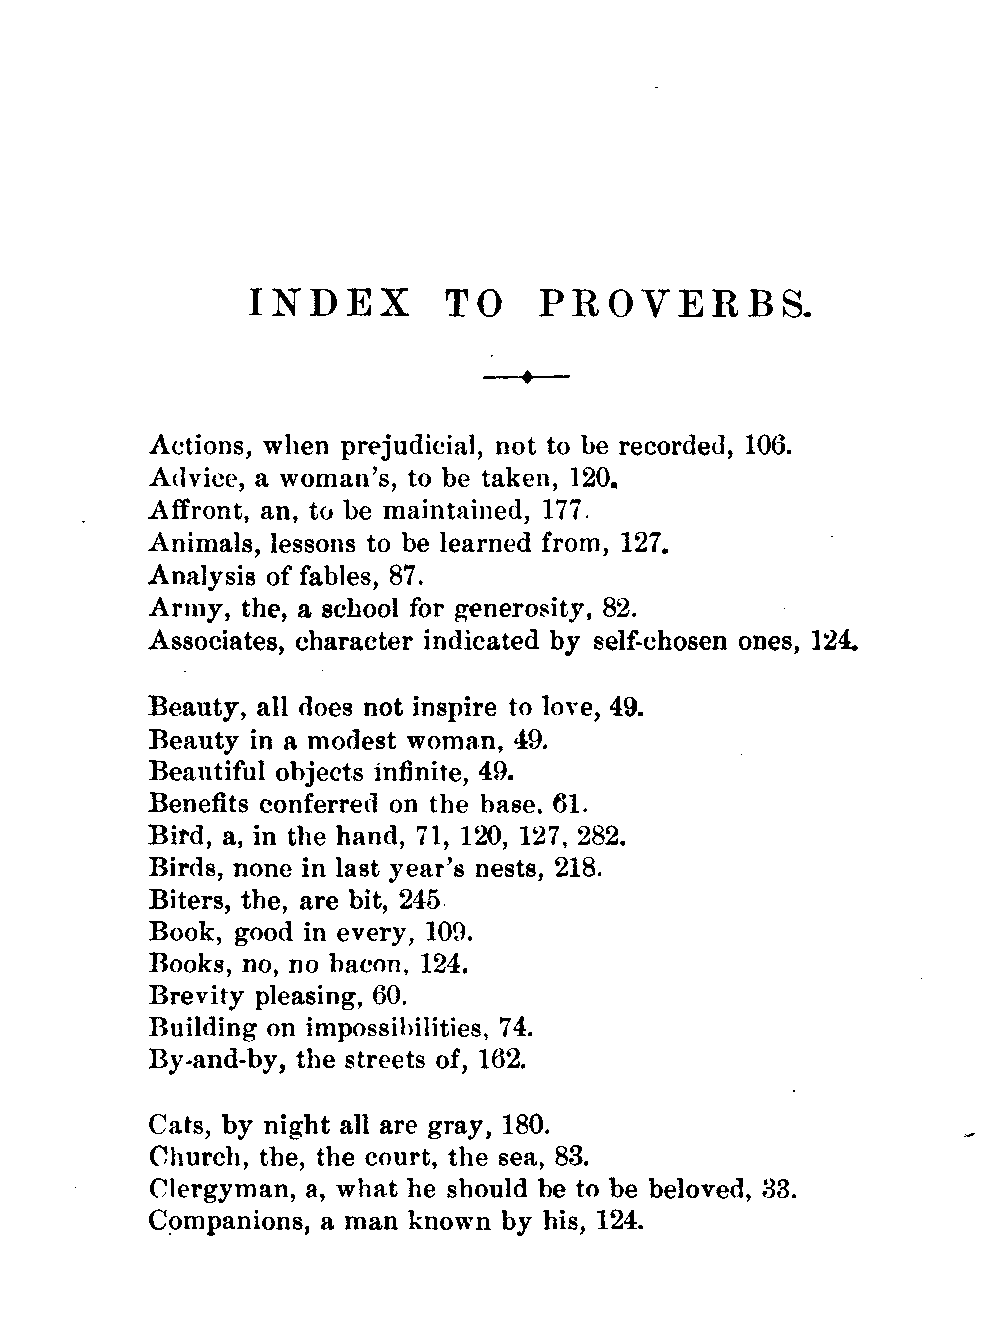 INDEX TO PROVERBS.
Actions, when prejudicial, not to be recorded, 106.
Advice, a woman's, to be taken, 120.
Affront, an, to be maintained, 177.
Animals, lessons to be learned from, 127.
Analysis of fables, 87.
Army, the, a school for generosity, 82.
Associates, character indicated by self-chosen ones, 124.
Beauty, all does not inspire to love, 49.
Beauty in a modest woman, 49.
Beautiful objects infinite, 49.
Benefits conferred on the base. 61.
Bird, a, in the hand, 71, 120, 127, 282.
Birds, none in last year's nests, 218.
Biters, the, are bit, 245.
Book, good in every, 109.
Books, no, no bacon, 124.
Brevity pleasing, 60.
Building on impossibilities, 74.
By-and-by, the streets of, 162.
Cats, by night all are gray, 180.
Church, the, the court, the sea, 83.
Clergyman, a, what he should be to be beloved, 33.
Companions, a man known by his, 124.